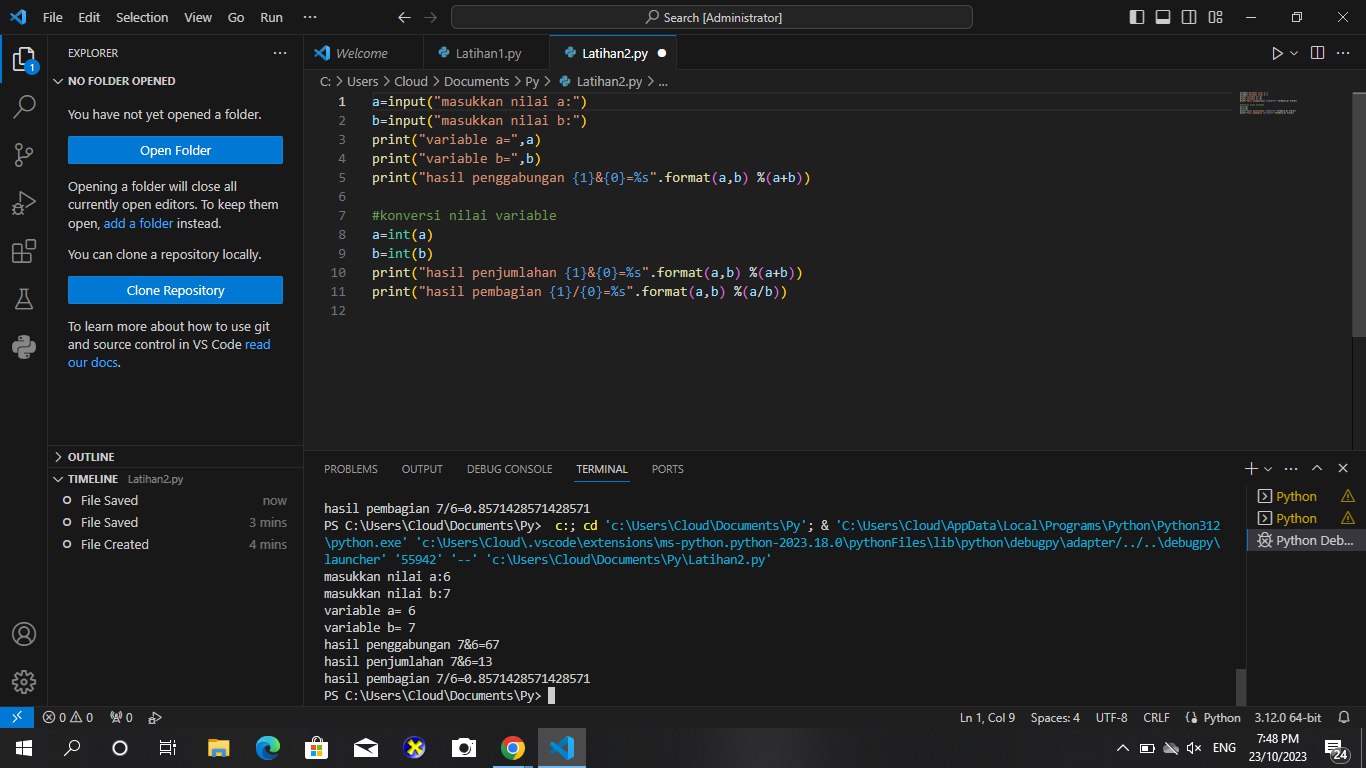 File Edit Selection View Go Run ···
Search [Administrator]
EXPLORER ···
1
NO FOLDER OPENED
You have not yet opened a folder.
Open Folder
Opening a folder will close all
currently open editors. To keep them
open, add a folder instead.
You can clone a repository locally.
Clone Repository
To learn more about how to use git
and source control in VS Code read
our docs.
OUTLINE
TIMELINE Latihan2.py
File Saved now
File Saved 3 mins
File Created 4 mins
Welcome Latihan1.py Latihan2.py
C: > Users > Cloud > Documents > Py > Latihan2.py > ...
1 a=input("masukkan nilai a:")
2 b=input("masukkan nilai b:")
3 print("variable a=",a)
4 print("variable b=",b)
5 print("hasil penggabungan {1}&{0}=%s".format(a,b) %(a+b))
6
7 #konversi nilai variable
8 a=int(a)
9 b=int(b)
10 print("hasil penjumlahan {1}&{0}=%s".format(a,b) %(a+b))
11 print("hasil pembagian {1}/{0}=%s".format(a,b) %(a/b))
12
PROBLEMS OUTPUT DEBUG CONSOLE TERMINAL PORTS
hasil pembagian 7/6=0.8571428571428571
PS C:\Users\Cloud\Documents\Py>  c:; cd 'c:\Users\Cloud\Documents\Py'; & 'C:\Users\Cloud\AppData\Local\Programs\Python\Python312
\python.exe' 'c:\Users\Cloud\.vscode\extensions\ms-python.python-2023.18.0\pythonFiles\lib\python\debugpy\adapter/../..\debugpy\
launcher' '55942' '--' 'c:\Users\Cloud\Documents\Py\Latihan2.py'
masukkan nilai a:6
masukkan nilai b:7
variable a= 6
variable b= 7
hasil penggabungan 7&6=67
hasil penjumlahan 7&6=13
hasil pembagian 7/6=0.8571428571428571
PS C:\Users\Cloud\Documents\Py>
Python
Python
Python Deb...
0 0 0 Ln 1, Col 9 Spaces: 4 UTF-8 CRLF Python 3.12.0 64-bit
ENG 7:48 PM
23/10/2023
24